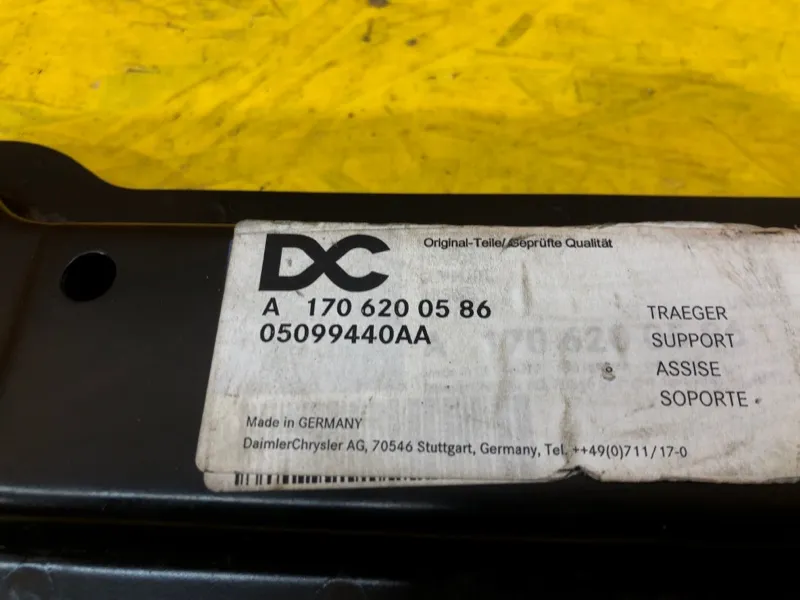 DC
Original-Teile/Geprüfte Qualität
A 170 620 05 86
05099440AA
TRAEGER
SUPPORT
ASSISE
SOPORTE
Made in GERMANY
DaimlerChrysler AG, 70546 Stuttgart, Germany, Tel. ++49(0)711/17-0